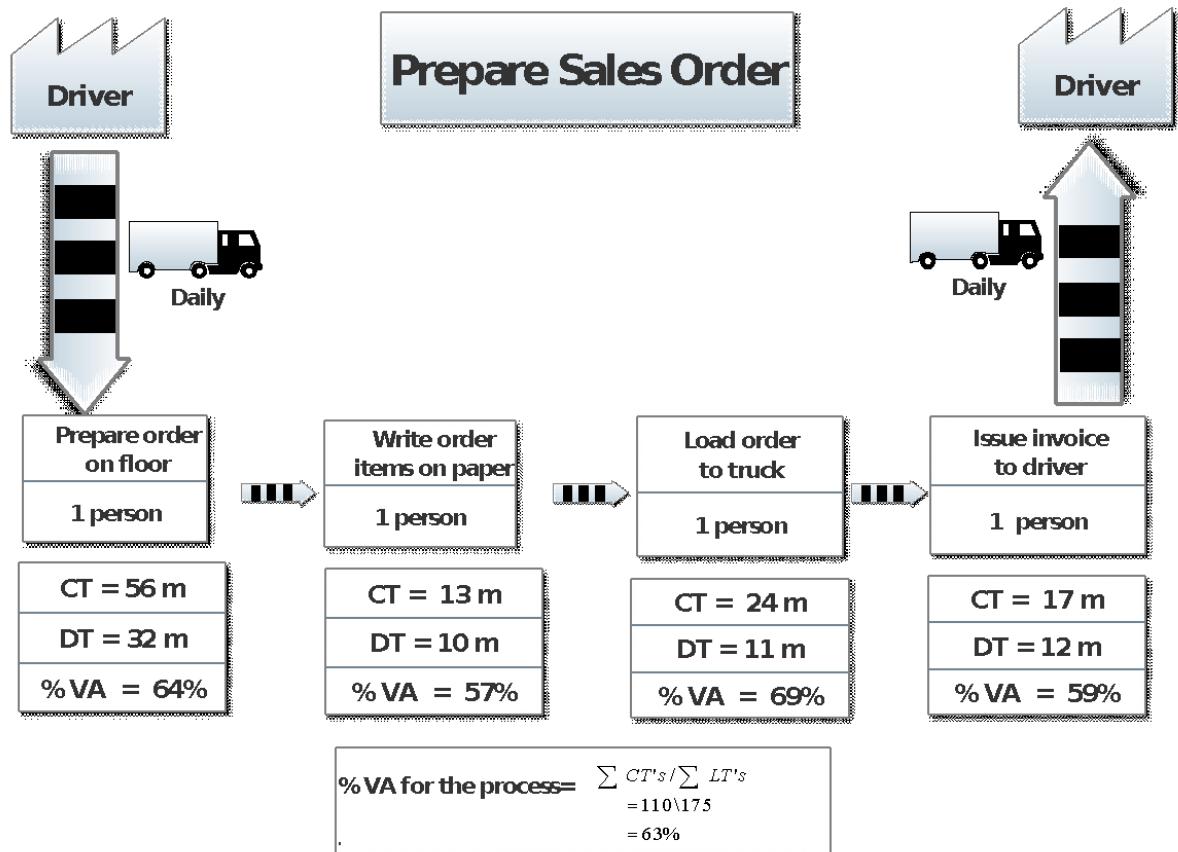 Driver
Prepare Sales Order
Driver
Daily
Daily
Prepare order
on floor
1 person
Write order
items on paper
1 person
Load order
to truck
1 person
Issue invoice
to driver
1 person
CT = 56 m
DT = 32 m
% VA = 64%
CT = 13 m
DT = 10 m
% VA = 57%
CT = 24 m
DT = 11 m
% VA = 69%
CT = 17 m
DT = 12 m
% VA = 59%
% VA for the process= ∑ CT's / ∑ LT's
=110\175
=63%
.